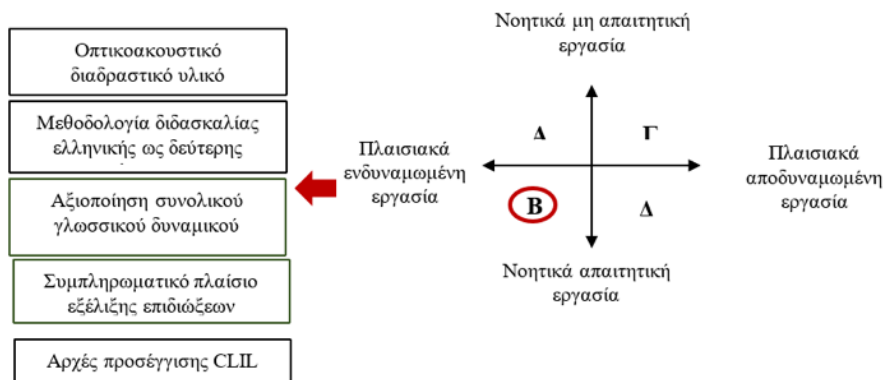 Οπτικοακουστικό
διαδραστικό υλικό
Μεθοδολογία διδασκαλίας
ελληνικής ως δεύτερης
Αξιοποίηση συνολικού
γλωσσικού δυναμικού
Συμπληρωματικό πλαίσιο
εξέλιξης επιδιώξεων
Αρχές προσέγγισης CLIL
Νοητικά μη απαιτητική
εργασία
Πλαισιακά
ενδυναμωμένη
εργασία
Δ
Γ
Β
Δ
Πλαισιακά
αποδυναμωμένη
εργασία
Νοητικά απαιτητική
εργασία